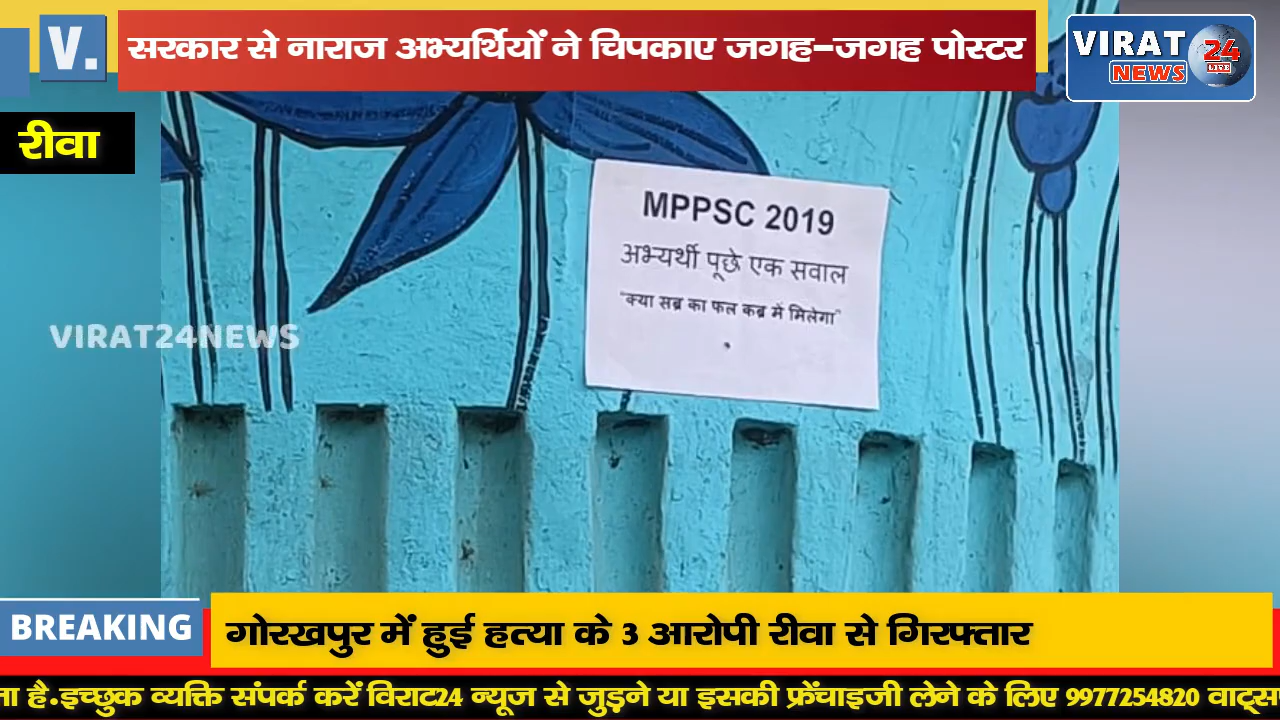 V.
सरकार से नाराज अभ्यर्थियों ने चिपकाए जगह-जगह पोस्टर
VIRAT 24
NEWS LIVE
रीवा
MPPSC 2019
अभ्यर्थी पूछे एक सवाल
"क्या सब्र का फल कब्र में मिलेगा"
VIRAT24NEWS
BREAKING
गोरखपुर में हुई हत्या के 3 आरोपी रीवा से गिरफ्तार
ता है.इच्छुक व्यक्ति संपर्क करें विराट24 न्यूज से जुड़ने या इसकी फ्रेंचाइजी लेने के लिए 9977254820 वाट्स